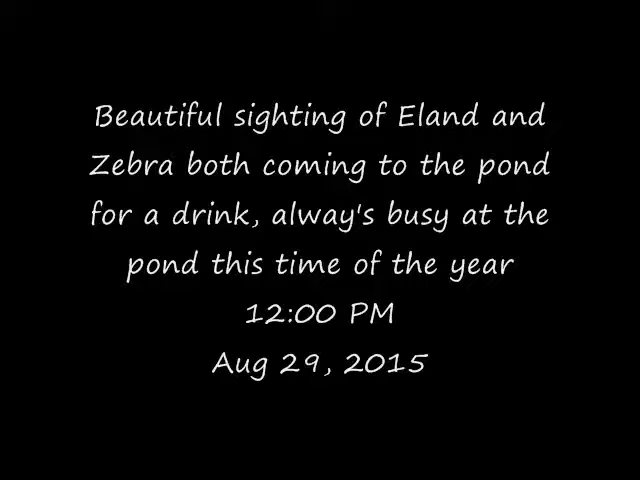 Beautiful sighting of Eland and
Zebra both coming to the pond
for a drink, alway's busy at the
pond this time of the year
12:00 PM
Aug 29, 2015